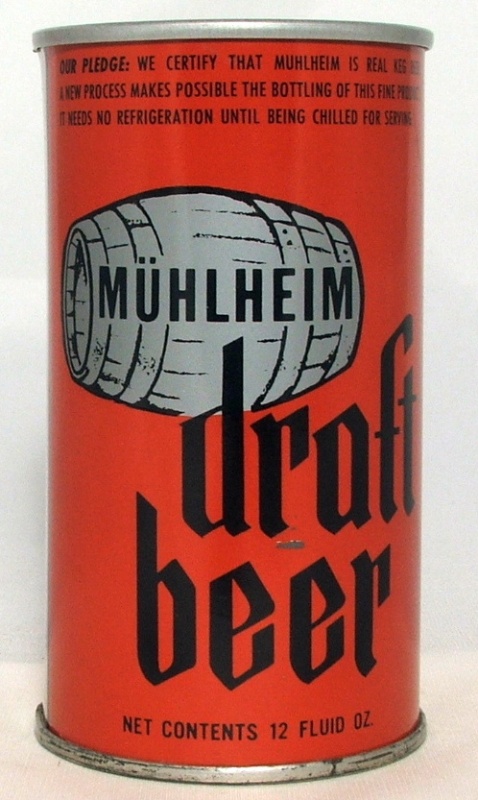 OUR PLEDGE: WE CERTIFY THAT MUHLHEIM IS REAL KEG
A NEW PROCESS MAKES POSSIBLE THE BOTTLING OF THIS FINE
IT NEEDS NO REFRIGERATION UNTIL BEING CHILLED FOR SERVING
MÜHLHEIM
draft
beer
NET CONTENTS 12 FLUID OZ.